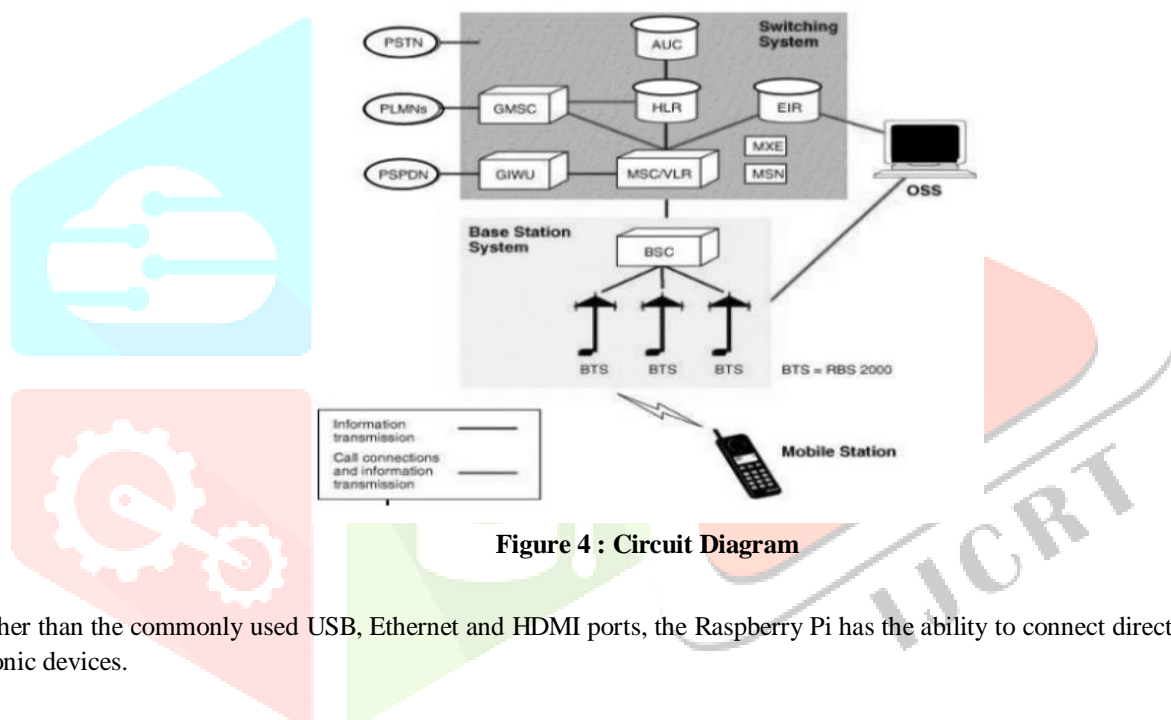 Switching
System
PSTN
AUC
PLMNs
GMSC
HLR
EIR
MXE
PSPDN
GIWU
MSC/VLR
MSN
OSS
Base Station
System
BSC
BTS
BTS
BTS
BTS = RBS 2000
Information
transmission
Call connections
and information
transmission
Mobile Station
IJCRT
Figure 4 : Circuit Diagram
her than the commonly used USB, Ethernet and HDMI ports, the Raspberry Pi has the ability to connect direct
onic devices.